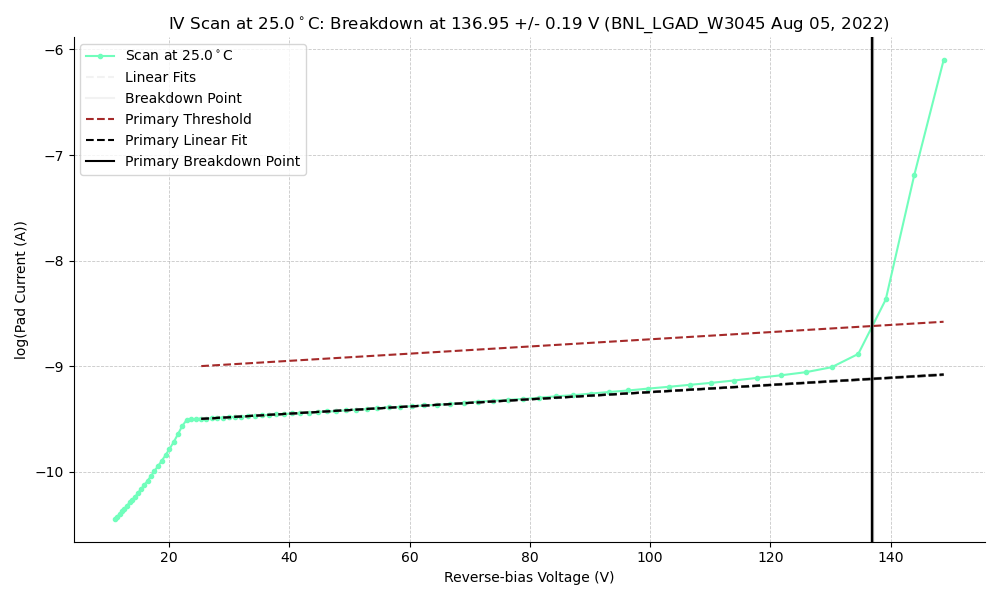 IV Scan at 25.0°C: Breakdown at 136.95 +/- 0.19 V (BNL_LGAD_W3045 Aug 05, 2022)
Scan at 25.0°C
Linear Fits
Breakdown Point
Primary Threshold
Primary Linear Fit
Primary Breakdown Point
log(Pad Current (A))
−6
−7
−8
−9
−10
20 40 60 80 100 120 140
Reverse-bias Voltage (V)